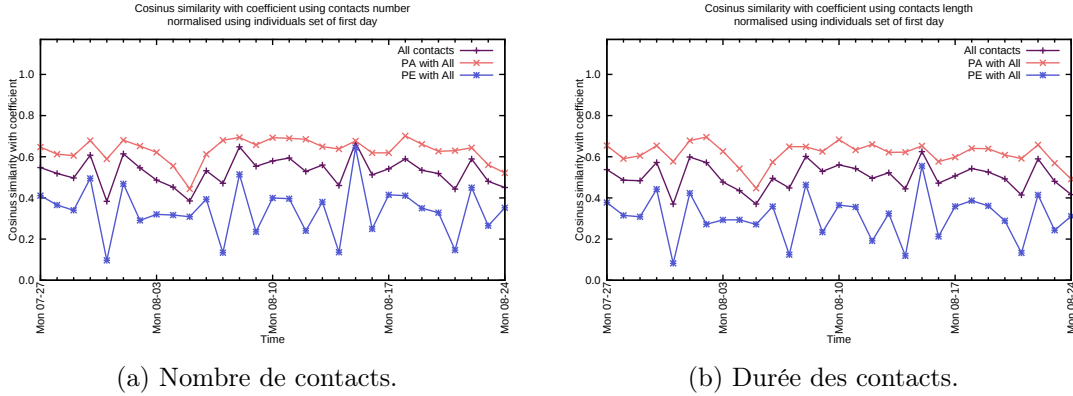 Cosinus similarity with coefficient using contacts number
normalised using individuals set of first day
All contacts
PA with All
PE with All
Cosinus similarity with coefficient
1.0
0.8
0.6
0.4
0.2
0.0
Mon 07-27
Mon 08-03
Mon 08-10
Mon 08-17
Mon 08-24
Time
(a) Nombre de contacts.
Cosinus similarity with coefficient using contacts length
normalised using individuals set of first day
All contacts
PA with All
PE with All
Cosinus similarity with coefficient
1.0
0.8
0.6
0.4
0.2
0.0
Mon 07-27
Mon 08-03
Mon 08-10
Mon 08-17
Mon 08-24
Time
(b) Durée des contacts.